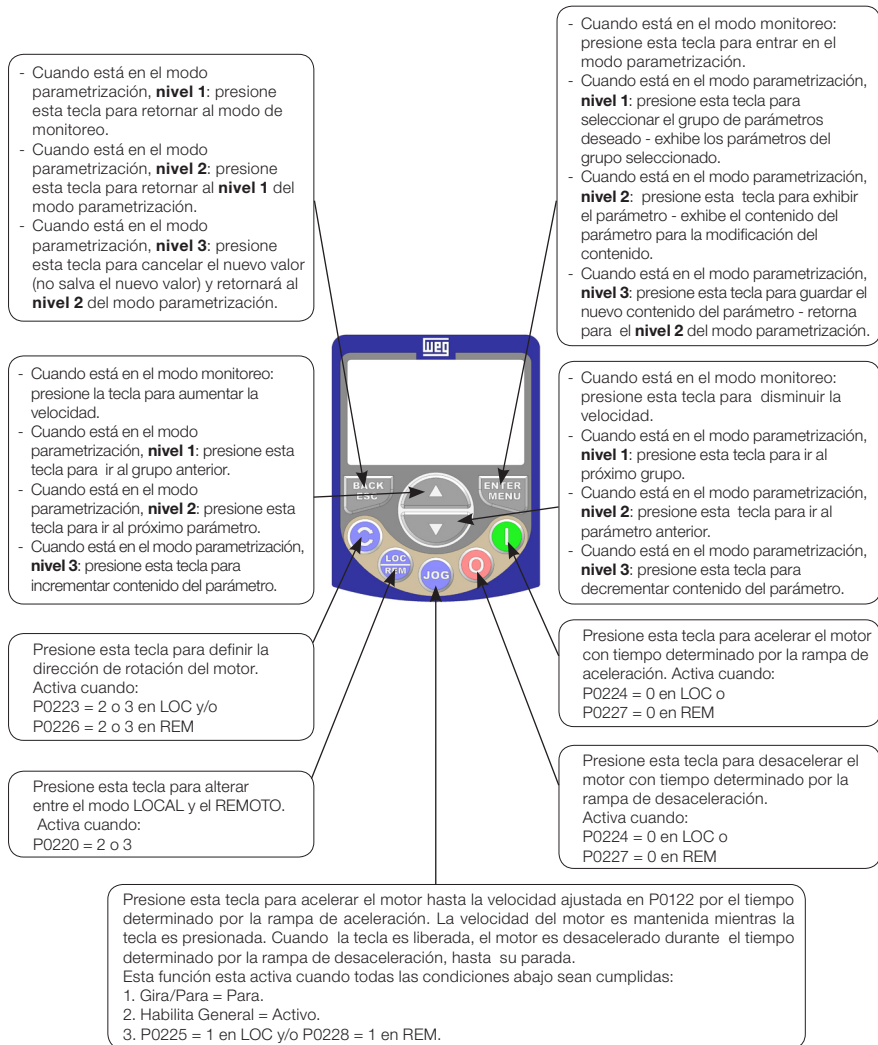 - Cuando está en el modo
parametrización, nivel 1: presione
esta tecla para retornar al modo de
monitoreo.
- Cuando está en el modo
parametrización, nivel 2: presione
esta tecla para retornar al nivel 1 del
modo parametrización.
- Cuando está en el modo
parametrización, nivel 3: presione
esta tecla para cancelar el nuevo valor
(no salva el nuevo valor) y retornará al
nivel 2 del modo parametrización.
- Cuando está en el modo monitoreo:
presione esta tecla para entrar en el
modo parametrización.
- Cuando está en el modo parametrización,
nivel 1: presione esta tecla para
seleccionar el grupo de parámetros
deseado - exhibe los parámetros del
grupo seleccionado.
- Cuando está en el modo parametrización,
nivel 2: presione esta tecla para exhibir
el parámetro - exhibe el contenido del
parámetro para la modificación del
contenido.
- Cuando está en el modo parametrización,
nivel 3: presione esta tecla para guardar el
nuevo contenido del parámetro - retorna
para el nivel 2 del modo parametrización.
weg
- Cuando está en el modo monitoreo:
presione la tecla para aumentar la
velocidad.
- Cuando está en el modo
parametrización, nivel 1: presione esta
tecla para ir al grupo anterior.
- Cuando está en el modo
parametrización, nivel 2: presione esta
tecla para ir al próximo parámetro.
- Cuando está en el modo parametrización,
nivel 3: presione esta tecla para
incrementar contenido del parámetro.
BACK
ESC
ENTER
MENU
LOC
REM
JOG
- Cuando está en el modo monitoreo:
presione esta tecla para disminuir la
velocidad.
- Cuando está en el modo parametrización,
nivel 1: presione esta tecla para ir al
próximo grupo.
- Cuando está en el modo parametrización,
nivel 2: presione esta tecla para ir al
parámetro anterior.
- Cuando está en el modo parametrización,
nivel 3: presione esta tecla para
decrementar contenido del parámetro.
Presione esta tecla para definir la
dirección de rotación del motor.
Activa cuando:
P0223 = 2 o 3 en LOC y/o
P0226 = 2 o 3 en REM
Presione esta tecla para acelerar el motor
con tiempo determinado por la rampa de
aceleración. Activa cuando:
P0224 = 0 en LOC o
P0227 = 0 en REM
Presione esta tecla para alterar
entre el modo LOCAL y el REMOTO.
Activa cuando:
P0220 = 2 o 3
Presione esta tecla para desacelerar el
motor con tiempo determinado por la
rampa de desaceleración.
Activa cuando:
P0224 = 0 en LOC o
P0227 = 0 en REM
Presione esta tecla para acelerar el motor hasta la velocidad ajustada en P0122 por el tiempo
determinado por la rampa de aceleración. La velocidad del motor es mantenida mientras la
tecla es presionada. Cuando la tecla es liberada, el motor es desacelerado durante el tiempo
determinado por la rampa de desaceleración, hasta su parada.
Esta función esta activa cuando todas las condiciones abajo sean cumplidas:
1. Gira/Para = Para.
2. Habilita General = Activo.
3. P0225 = 1 en LOC y/o P0228 = 1 en REM.